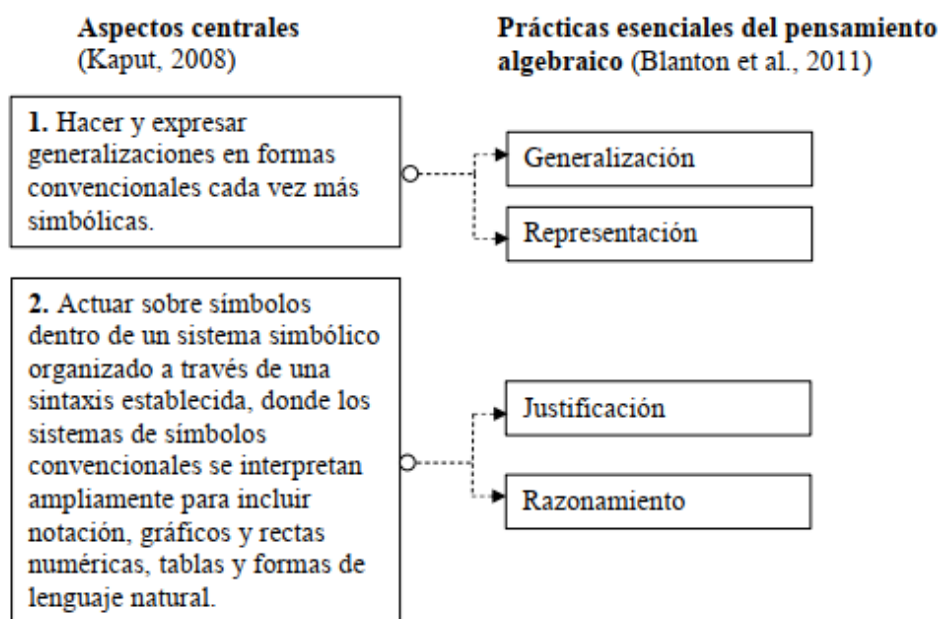 Aspectos centrales
(Kaput, 2008)
Prácticas esenciales del pensamiento
algebraico (Blanton et al., 2011)
1. Hacer y expresar
generalizaciones en formas
convencionales cada vez más
simbólicas.
Generalización
Representación
2. Actuar sobre símbolos
dentro de un sistema simbólico
organizado a través de una
sintaxis establecida, donde los
sistemas de símbolos
convencionales se interpretan
ampliamente para incluir
notación, gráficos y rectas
numéricas, tablas y formas de
lenguaje natural.
Justificación
Razonamiento